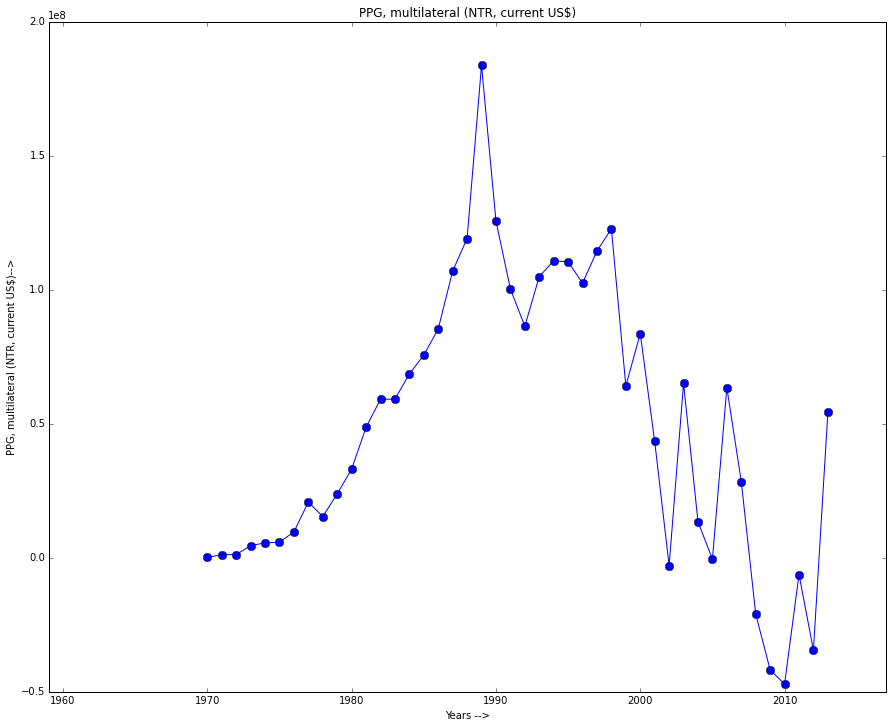 PPG, multilateral (NTR, current US$)
1e8
2.0
1.5
1.0
0.5
0.0
−0.5
PPG, multilateral (NTR, current US$)-->
1960 1970 1980 1990 2000 2010
Years -->